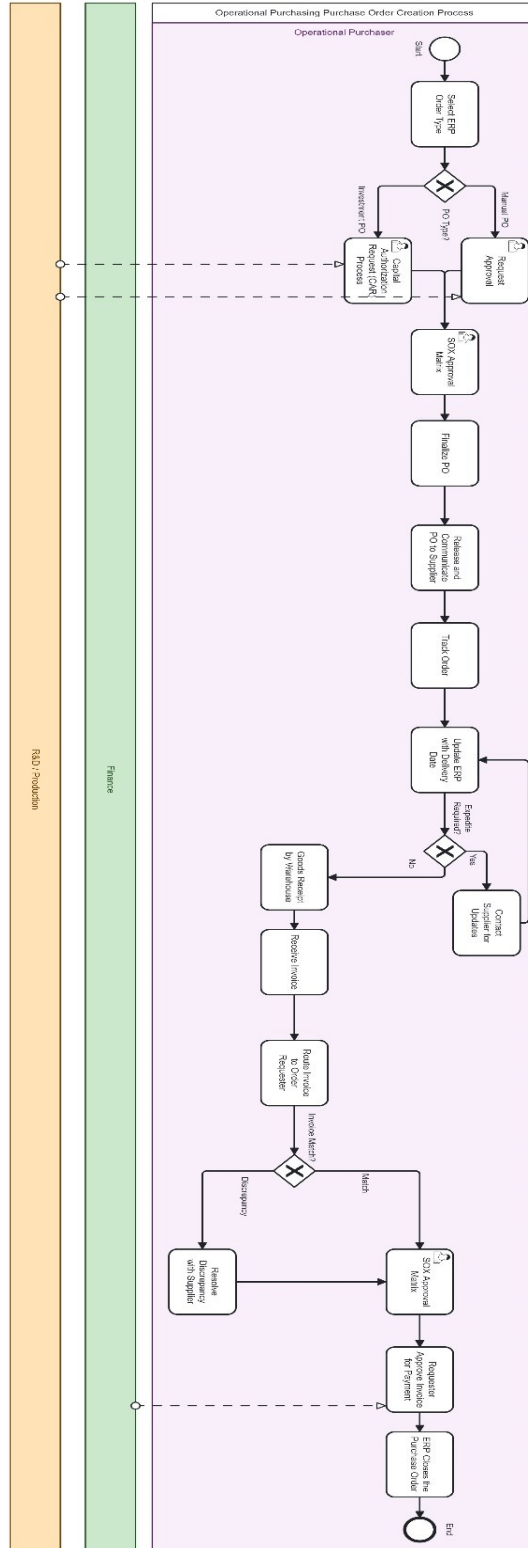 Operational Purchasing Purchase Order Creation Process
Operational Purchaser
Start
Select ERP
Order Type
PO Type?
Manual PO
Investment PO
Request
Approval
Capital
Authorization
Request (CAR)
Process
SOX Approval
Matrix
Finalize PO
Release and
Communicate
PO to Supplier
Track Order
Update ERP
with Delivery
Date
Expedite
Required?
Yes
No
Contact
Supplier for
Updates
Goods Receipt
by Warehouse
Receive Invoice
Route Invoice
to Order
Requester
Invoice Match?
Match
Discrepancy
Resolve
Discrepancy
with Supplier
SOX Approval
Matrix
Requester
Approve Invoice
for Payment
ERP Closes the
Purchase Order
End
Finance
R&D / Production